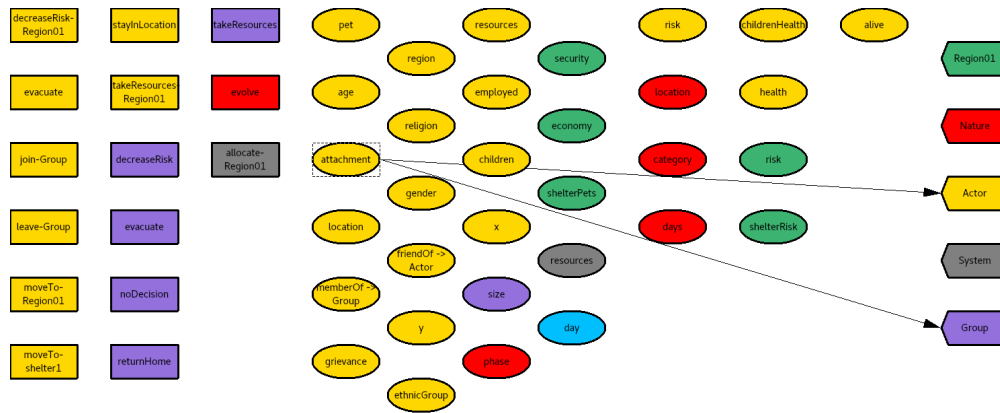 decreaseRisk-
Region01
stayInLocation
takeResources
pet
resources
risk
childrenHealth
alive
region
security
Region01
evacuate
takeResources-
Region01
evolve
age
employed
location
health
religion
economy
Nature
join-Group
decreaseRisk
allocate-
Region01
attachment
children
category
risk
gender
shelterPets
Actor
leave-Group
evacuate
location
x
days
shelterRisk
friendOf ->
Actor
resources
System
moveTo-
Region01
noDecision
memberOf ->
Group
size
y
day
Group
moveTo-
shelter1
returnHome
grievance
phase
ethnicGroup